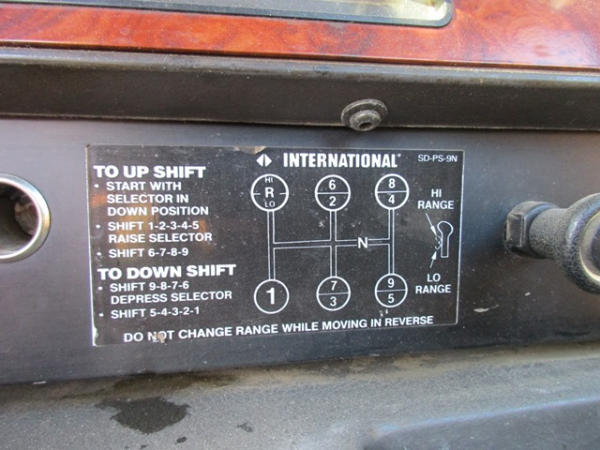 INTERNATIONAL®
SD-PS-9N
TO UP SHIFT
• START WITH
SELECTOR IN
DOWN POSITION
• SHIFT 1-2-3-4-5
RAISE SELECTOR
• SHIFT 6-7-8-9
TO DOWN SHIFT
• SHIFT 9-8-7-6
DEPRESS SELECTOR
• SHIFT 5-4-3-2-1
HI
R
LO
6
2
8
4
N
1
7
3
9
5
HI
RANGE
LO
RANGE
DO NOT CHANGE RANGE WHILE MOVING IN REVERSE